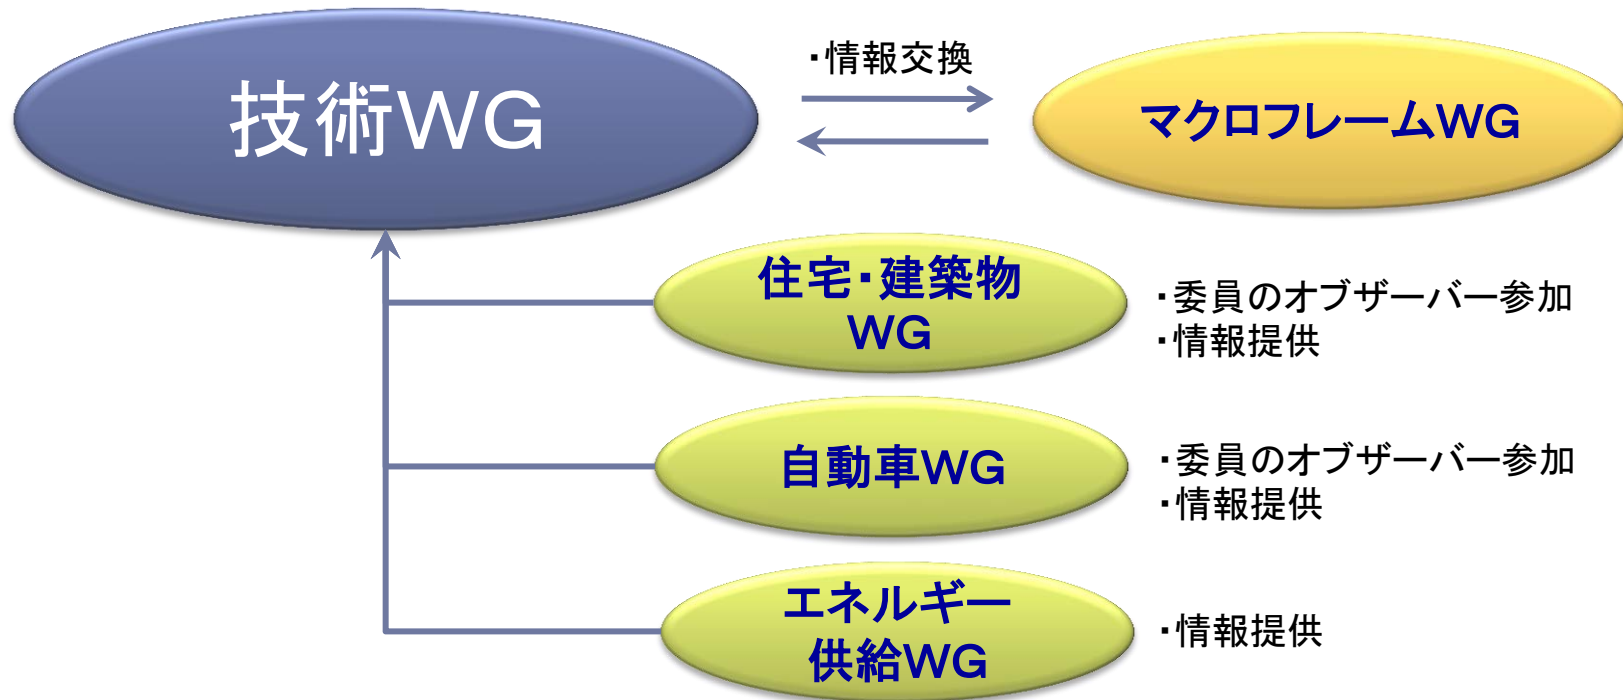 技術WG
・情報交換
マクロフレームWG
住宅・建築物
WG
・委員のオブザーバー参加
・情報提供
自動車WG
・委員のオブザーバー参加
・情報提供
エネルギー
供給WG
・情報提供